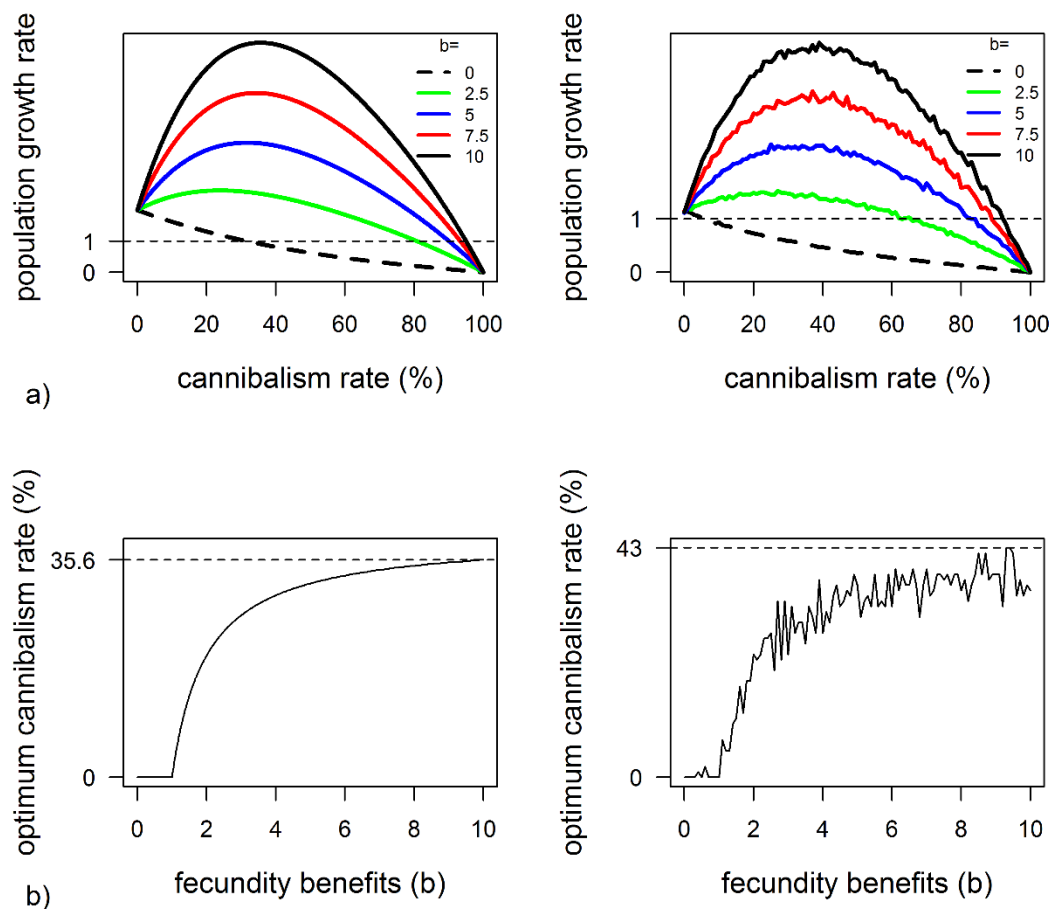 population growth rate
1
0
b=
0
2.5
5
7.5
10
0 20 40 60 80 100
cannibalism rate (%)
a)
population growth rate
1
0
b=
0
2.5
5
7.5
10
0 20 40 60 80 100
cannibalism rate (%)
optimum cannibalism rate (%)
35.6
0
0 2 4 6 8 10
fecundity benefits (b)
b)
optimum cannibalism rate (%)
43
0
0 2 4 6 8 10
fecundity benefits (b)